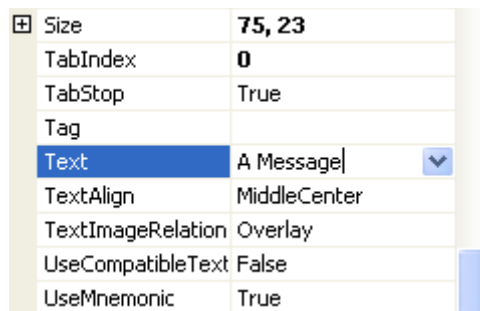 Size 75, 23
TabIndex 0
TabStop True
Tag
Text A Message
TextAlign MiddleCenter
TextImageRelation Overlay
UseCompatibleText False
UseMnemonic True